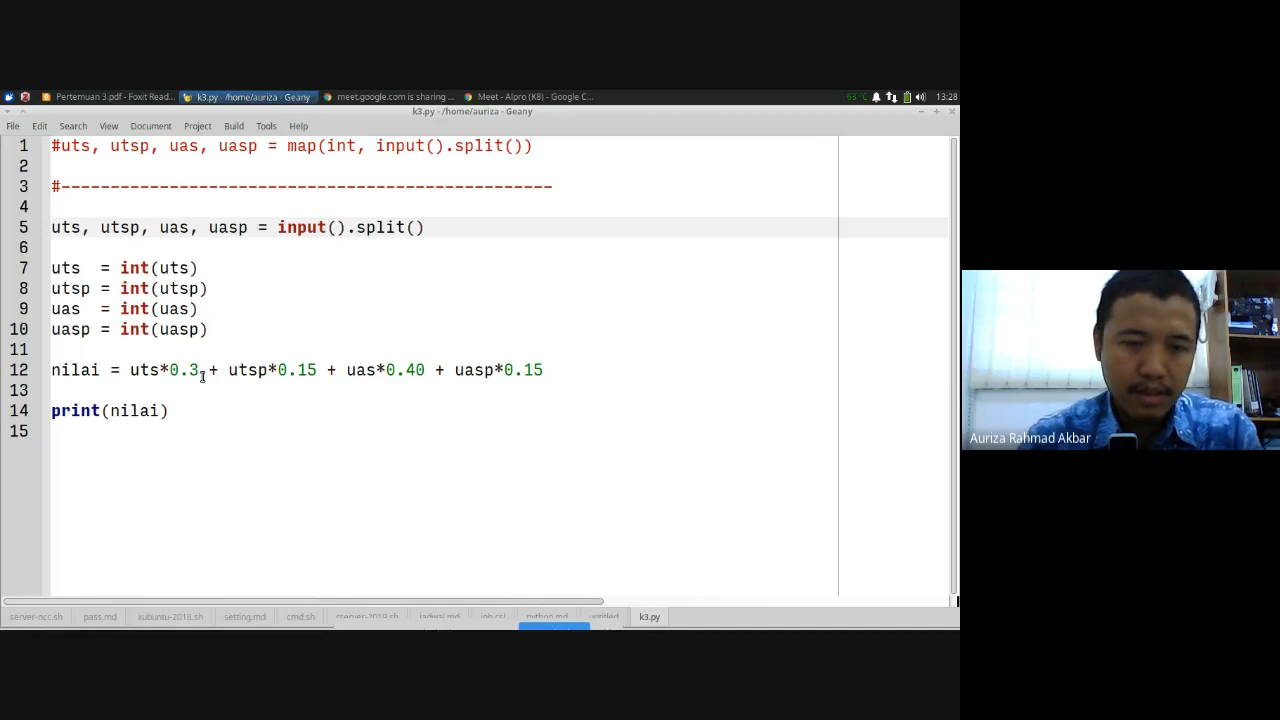 Pertemuan 3.pdf - Foxit Read... k3.py - /home/auriza - Geany meet.google.com is sharing ... Meet - Alpro (K8) - Google C... 63 °C 13:28
k3.py - /home/auriza - Geany
File Edit Search View Document Project Build Tools Help
1 #uts, utsp, uas, uasp = map(int, input().split())
2
3 #--------------------------------------------------
4
5 uts, utsp, uas, uasp = input().split()
6
7 uts  = int(uts)
8 utsp = int(utsp)
9 uas  = int(uas)
10 uasp = int(uasp)
11
12 nilai = uts*0.3 + utsp*0.15 + uas*0.40 + uasp*0.15
13
14 print(nilai)
15
Auriza Rahmad Akbar
server-ncc.sh pass.md xubuntu-2018.sh setting.md cmd.sh rserver-2019.sh jadwal.md python.md untitled k3.py